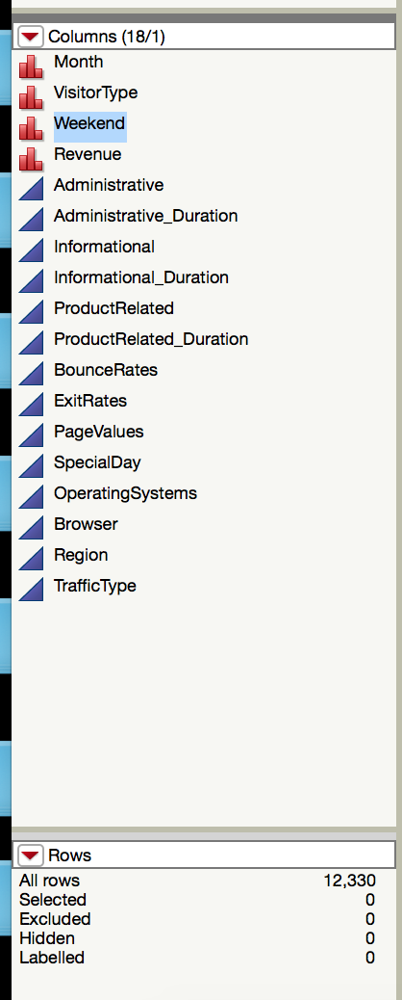 Columns (18/1)
Month
VisitorType
Weekend
Revenue
Administrative
Administrative_Duration
Informational
Informational_Duration
ProductRelated
ProductRelated_Duration
BounceRates
ExitRates
PageValues
SpecialDay
OperatingSystems
Browser
Region
TrafficType
Rows
All rows 12,330
Selected 0
Excluded 0
Hidden 0
Labelled 0